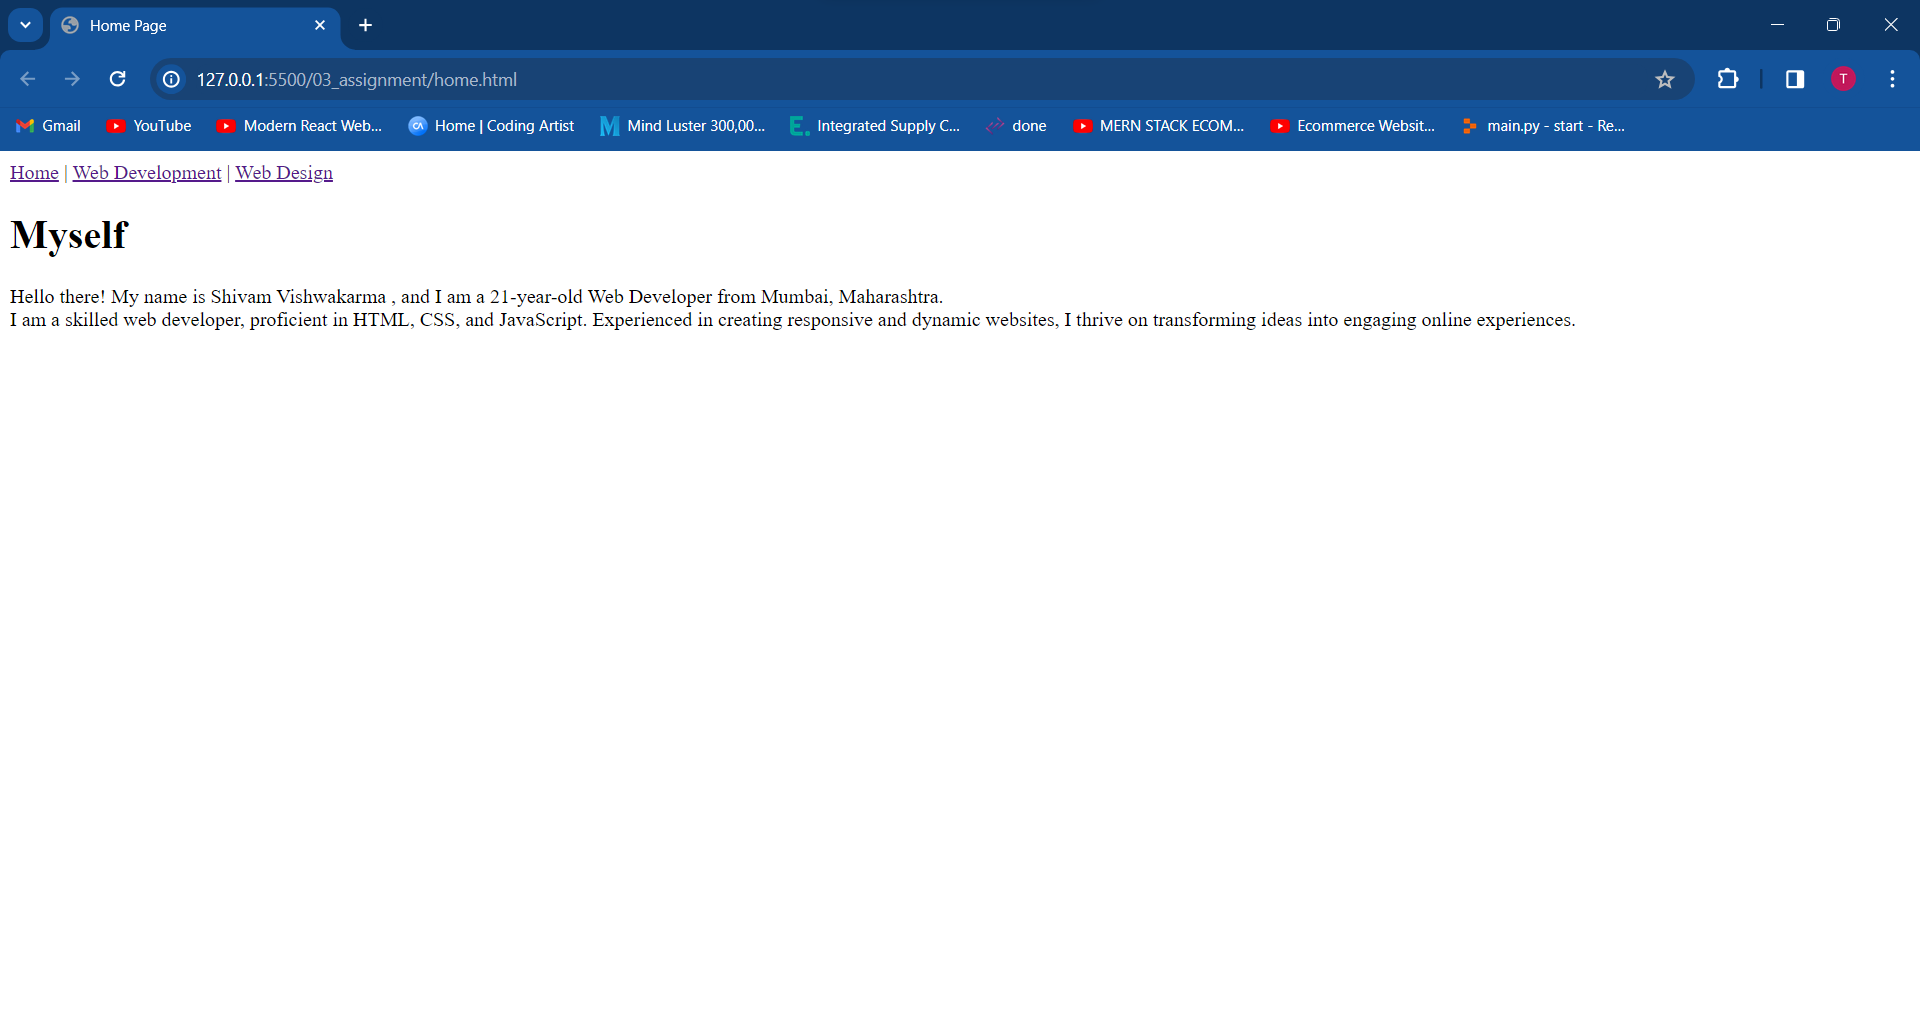 Home Page
127.0.0.1:5500/03_assignment/home.html
T
Gmail YouTube Modern React Web... Home | Coding Artist Mind Luster 300,00... Integrated Supply C... done MERN STACK ECOM... Ecommerce Websit... main.py - start - Re...
Home | Web Development | Web Design
Myself
Hello there! My name is Shivam Vishwakarma , and I am a 21-year-old Web Developer from Mumbai, Maharashtra.
I am a skilled web developer, proficient in HTML, CSS, and JavaScript. Experienced in creating responsive and dynamic websites, I thrive on transforming ideas into engaging online experiences.